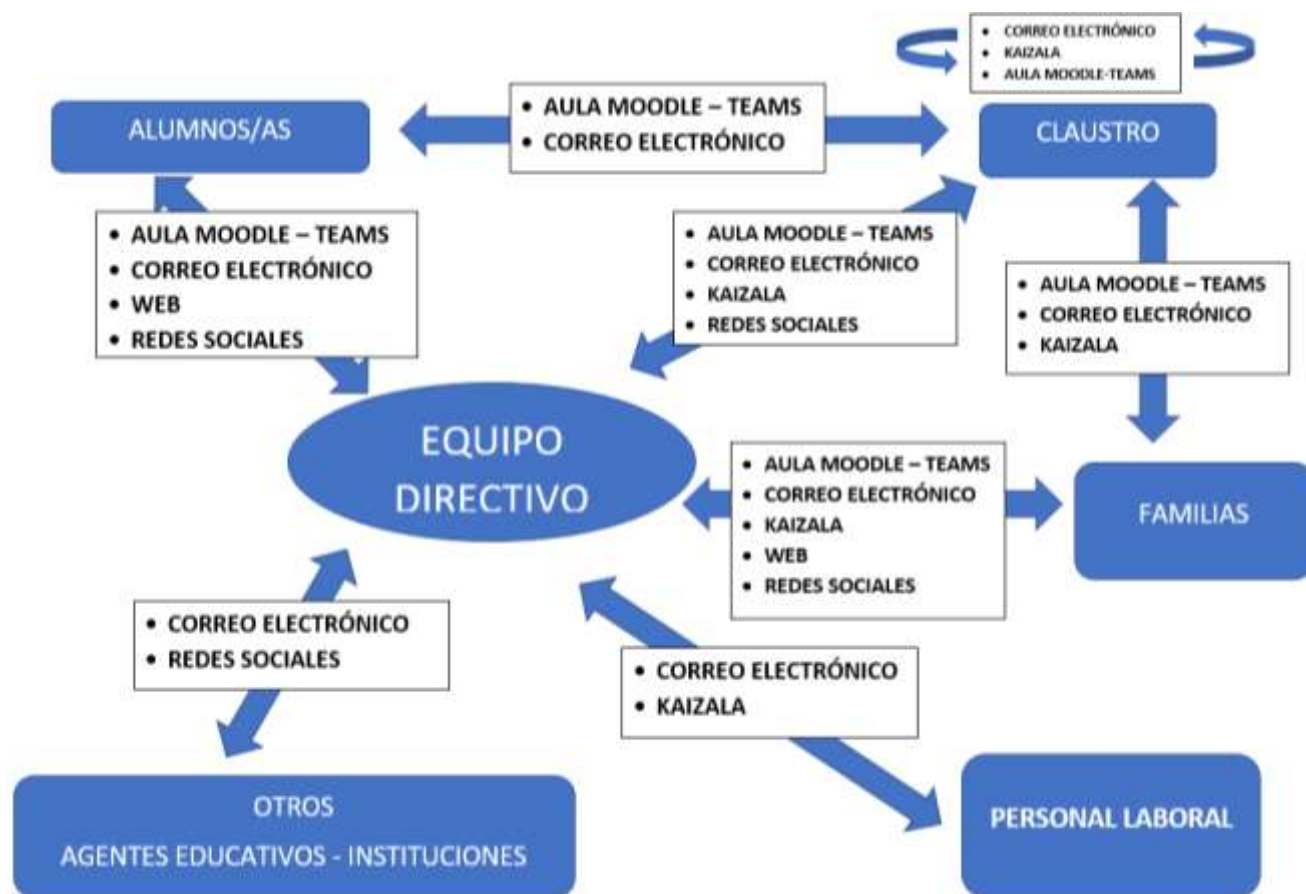 • CORREO ELECTRÓNICO
• KAIZALA
• AULA MOODLE-TEAMS
ALUMNOS/AS
• AULA MOODLE – TEAMS
• CORREO ELECTRÓNICO
CLAUSTRO
• AULA MOODLE – TEAMS
• CORREO ELECTRÓNICO
• WEB
• REDES SOCIALES
• AULA MOODLE – TEAMS
• CORREO ELECTRÓNICO
• KAIZALA
• REDES SOCIALES
• AULA MOODLE – TEAMS
• CORREO ELECTRÓNICO
• KAIZALA
EQUIPO
DIRECTIVO
• AULA MOODLE – TEAMS
• CORREO ELECTRÓNICO
• KAIZALA
• WEB
• REDES SOCIALES
FAMILIAS
• CORREO ELECTRÓNICO
• REDES SOCIALES
• CORREO ELECTRÓNICO
• KAIZALA
OTROS
AGENTES EDUCATIVOS - INSTITUCIONES
PERSONAL LABORAL